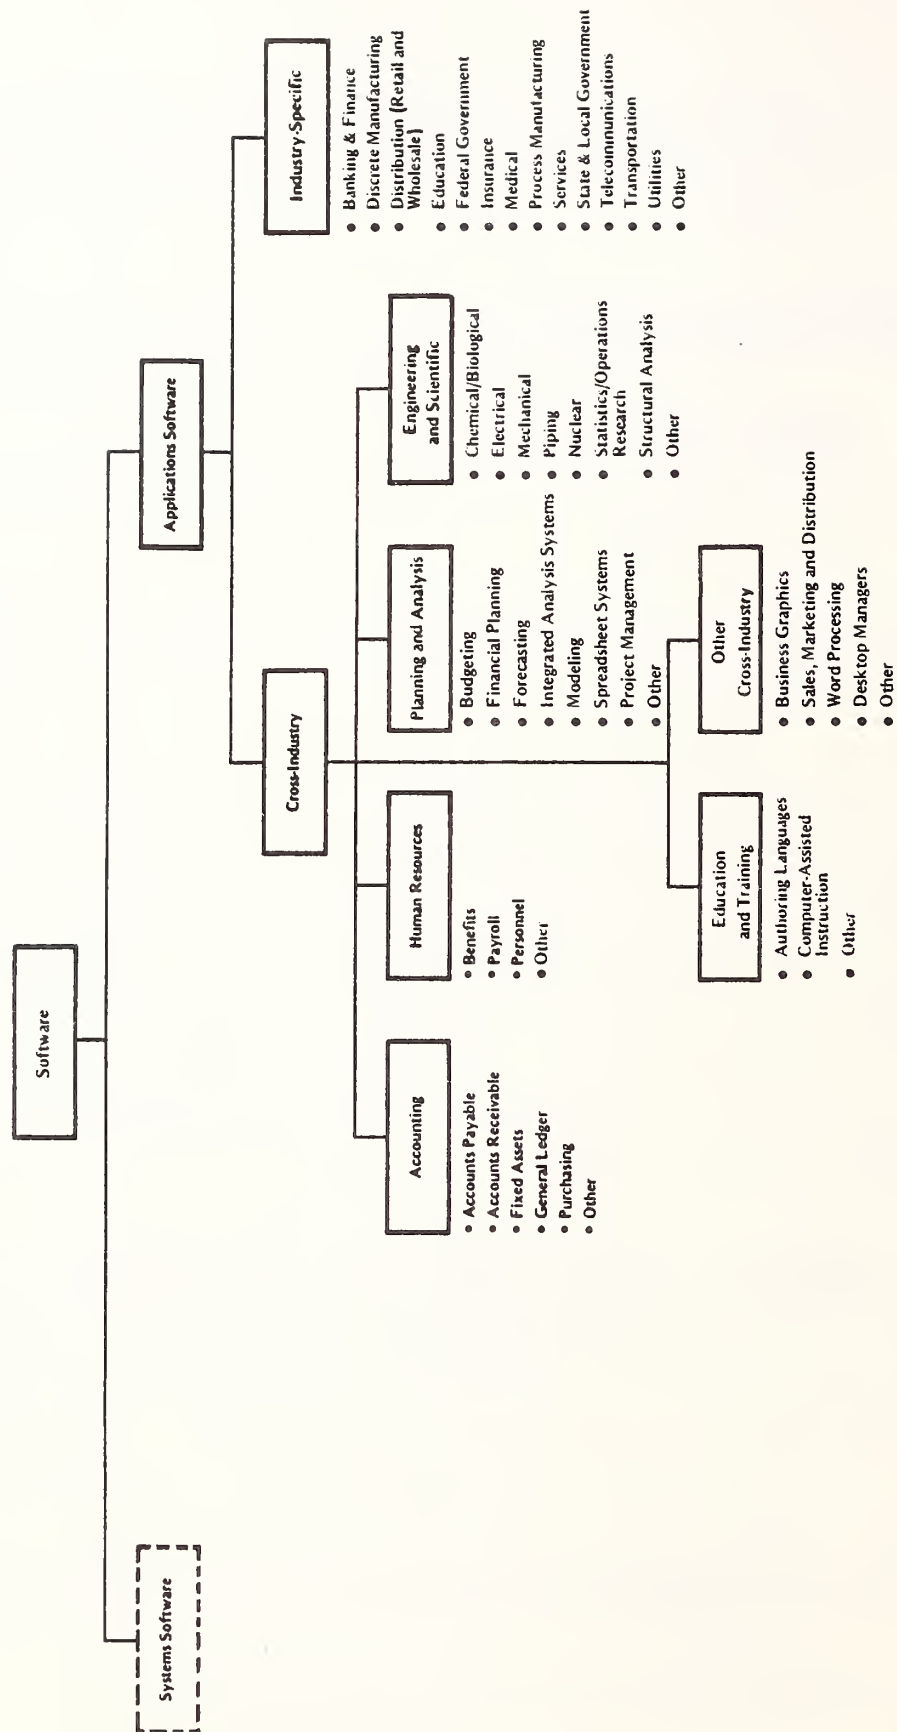 Software
Systems Software
Applications Software
Cross-Industry
Industry-Specific
• Banking & Finance
• Discrete Manufacturing
• Distribution (Retail and
Wholesale)
• Education
• Federal Government
• Insurance
• Medical
• Process Manufacturing
• Services
• State & Local Government
• Telecommunications
• Transportation
• Utilities
• Other
Accounting
• Accounts Payable
• Accounts Receivable
• Fixed Assets
• General Ledger
• Purchasing
• Other
Human Resources
• Benefits
• Payroll
• Personnel
• Other
Planning and Analysis
• Budgeting
• Financial Planning
• Forecasting
• Integrated Analysis Systems
• Modeling
• Spreadsheet Systems
• Project Management
• Other
Engineering
and Scientific
• Chemical/Biological
• Electrical
• Mechanical
• Piping
• Nuclear
• Statistics/Operations
Research
• Structural Analysis
• Other
Education
and Training
• Authoring Languages
• Computer-Assisted
Instruction
• Other
Other
Cross-Industry
• Business Graphics
• Sales, Marketing and Distribution
• Word Processing
• Desktop Managers
• Other